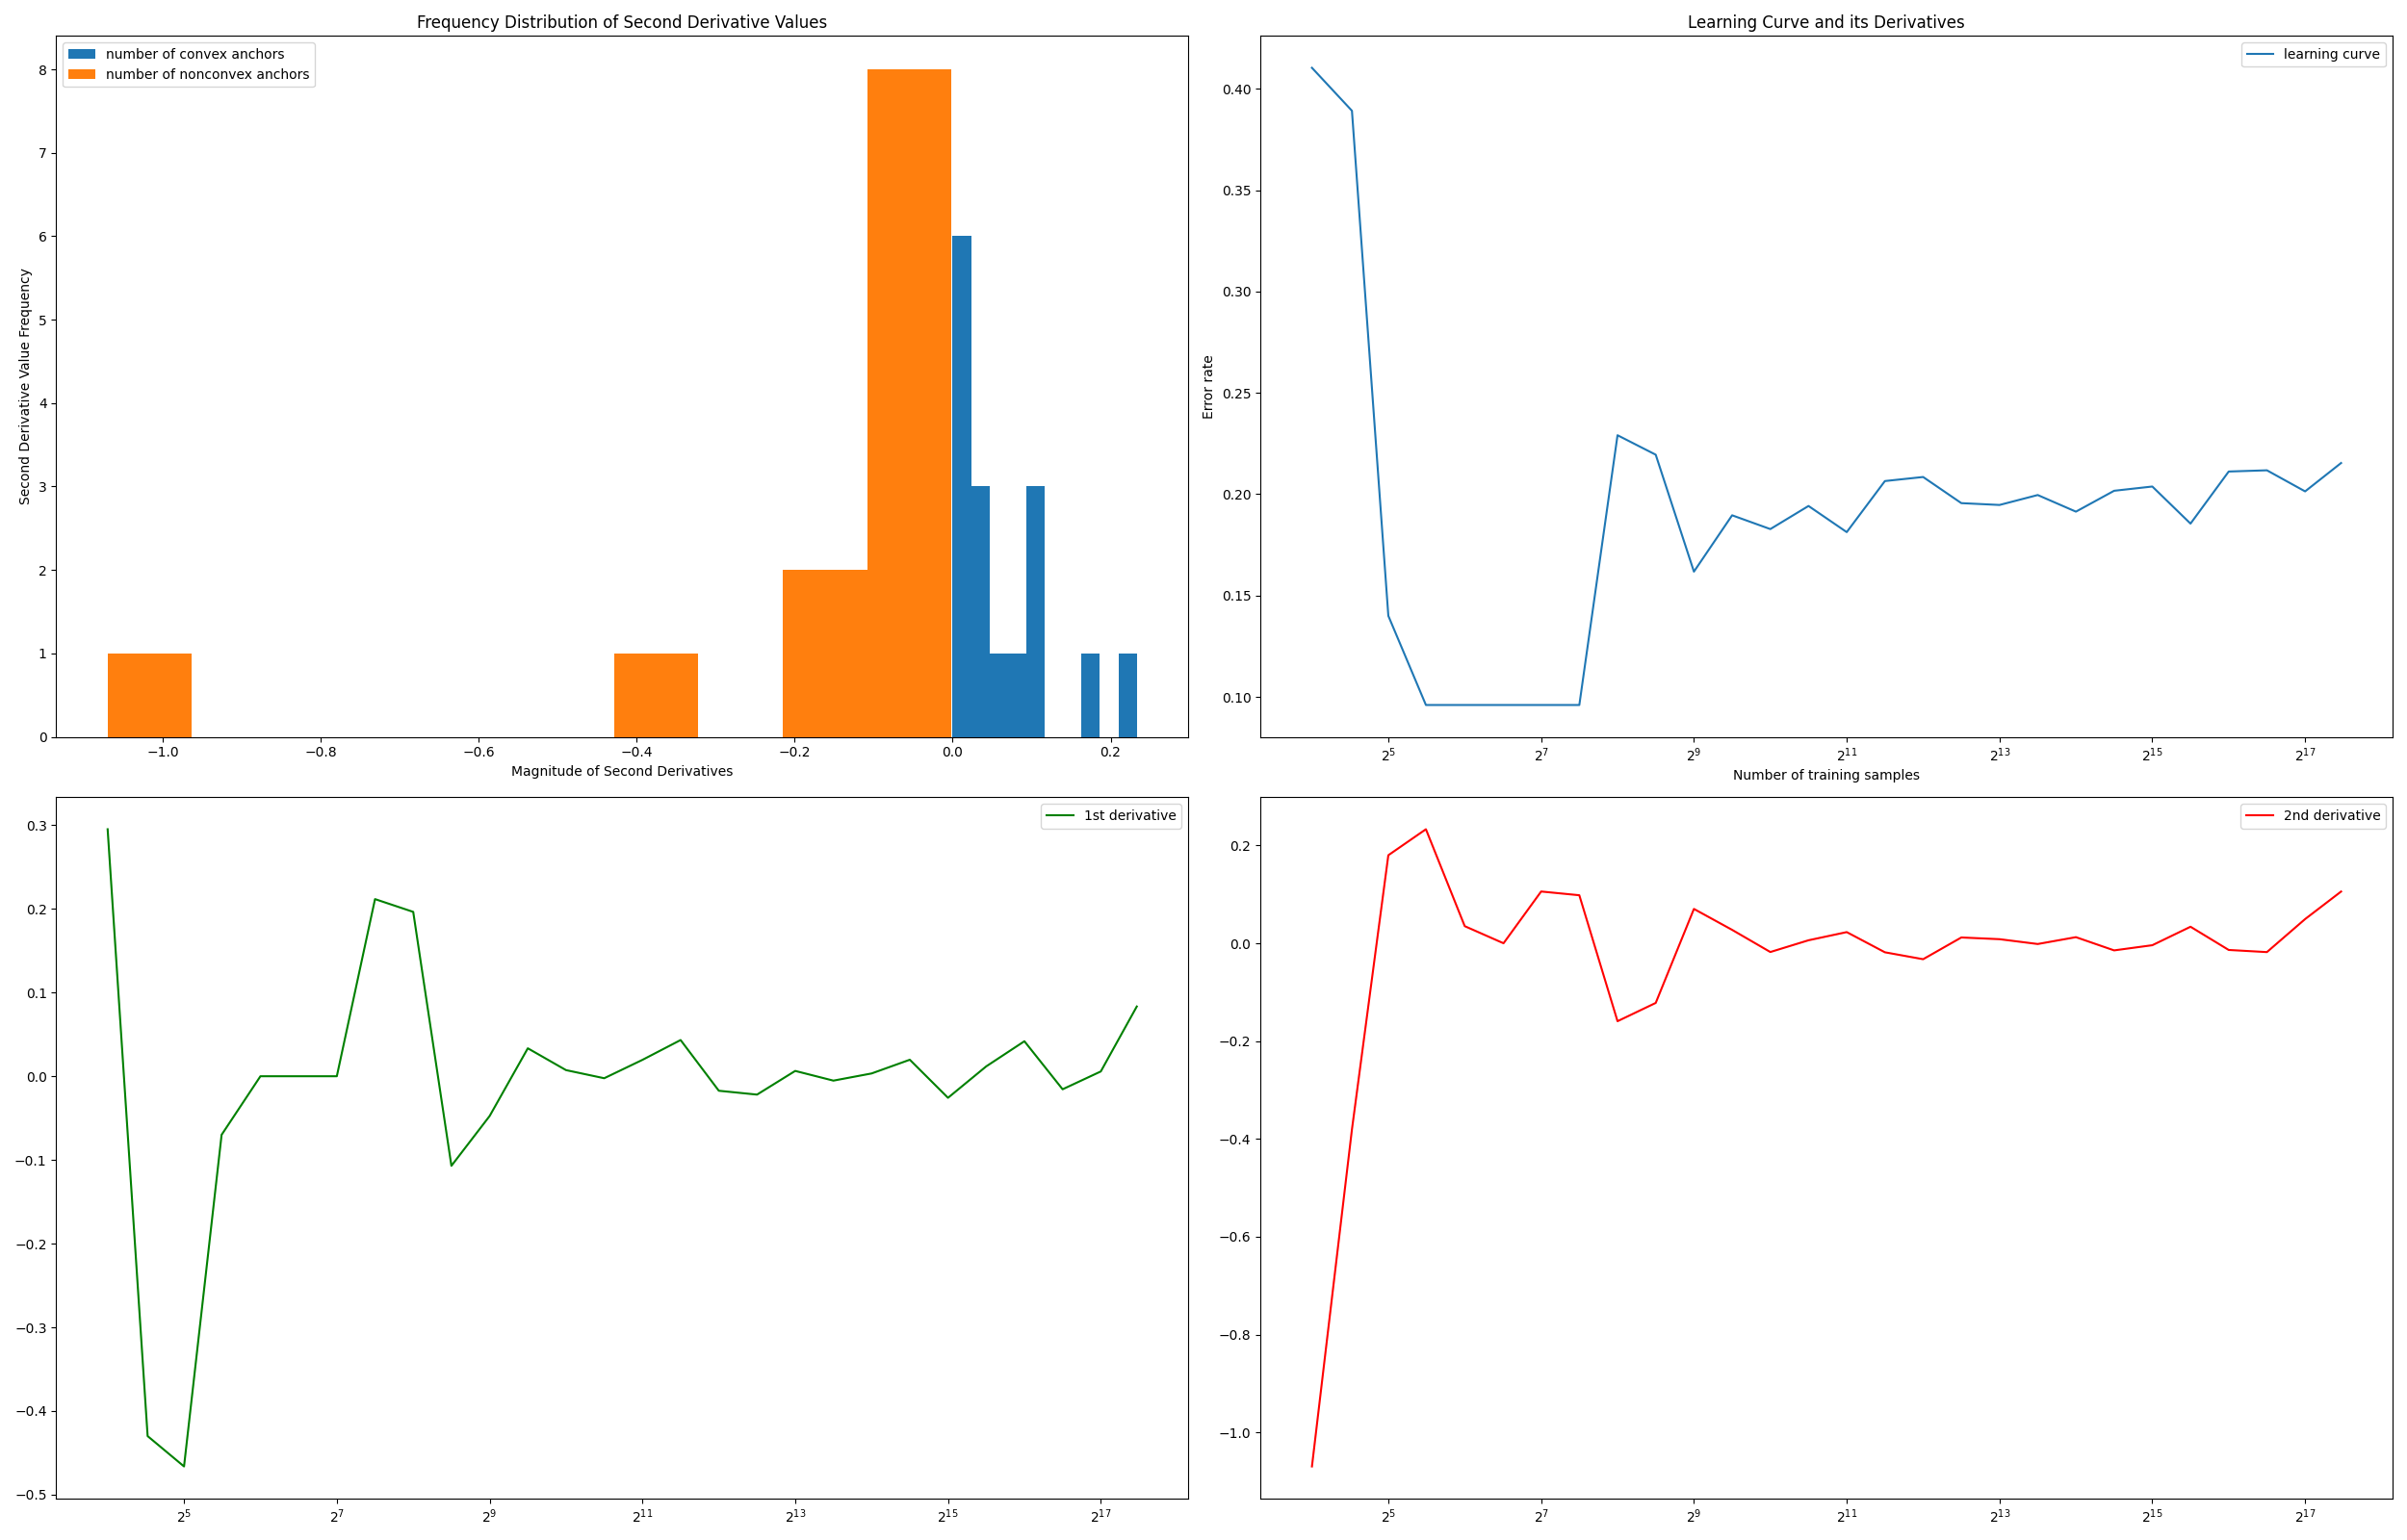 Frequency Distribution of Second Derivative Values
number of convex anchors
number of nonconvex anchors
8
7
6
5
4
3
2
1
0
Second Derivative Value Frequency
−1.0 −0.8 −0.6 −0.4 −0.2 0.0 0.2
Magnitude of Second Derivatives
Learning Curve and its Derivatives
learning curve
0.40
0.35
0.30
0.25
0.20
0.15
0.10
Error rate
2^5 2^7 2^9 2^11 2^13 2^15 2^17
Number of training samples
1st derivative
0.3
0.2
0.1
0.0
−0.1
−0.2
−0.3
−0.4
−0.5
2^5 2^7 2^9 2^11 2^13 2^15 2^17
2nd derivative
0.2
0.0
−0.2
−0.4
−0.6
−0.8
−1.0
2^5 2^7 2^9 2^11 2^13 2^15 2^17